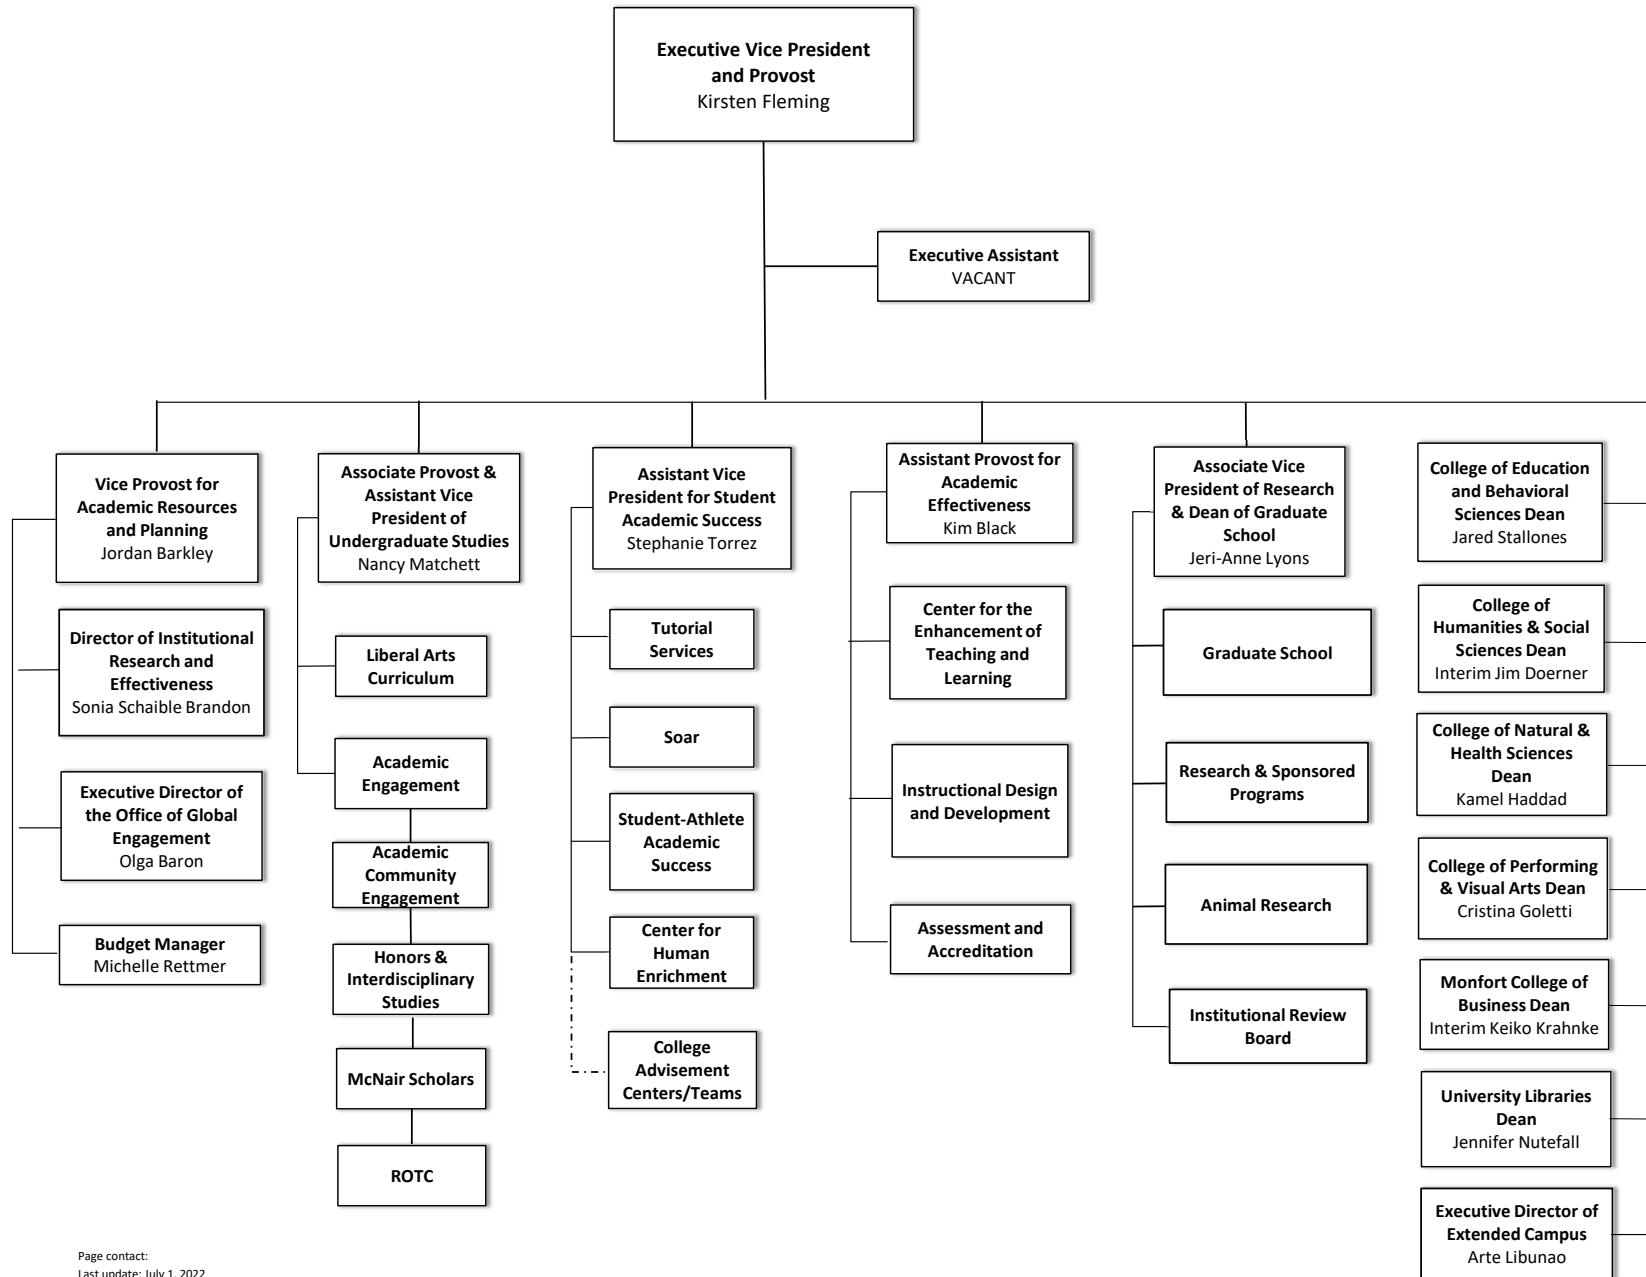 Executive Vice President
and Provost
Kirsten Fleming
Executive Assistant
VACANT
Vice Provost for
Academic Resources
and Planning
Jordan Barkley
Director of Institutional
Research and
Effectiveness
Sonia Schaible Brandon
Executive Director of
the Office of Global
Engagement
Olga Baron
Budget Manager
Michelle Rettmer
Associate Provost &
Assistant Vice
President of
Undergraduate Studies
Nancy Matchett
Liberal Arts
Curriculum
Academic
Engagement
Academic
Community
Engagement
Honors &
Interdisciplinary
Studies
McNair Scholars
ROTC
Assistant Vice
President for Student
Academic Success
Stephanie Torrez
Tutorial
Services
Soar
Student-Athlete
Academic
Success
Center for
Human
Enrichment
College
Advisement
Centers/Teams
Assistant Provost for
Academic
Effectiveness
Kim Black
Center for the
Enhancement of
Teaching and
Learning
Instructional Design
and Development
Assessment and
Accreditation
Associate Vice
President of Research
& Dean of Graduate
School
Jeri-Anne Lyons
Graduate School
Research & Sponsored
Programs
Animal Research
Institutional Review
Board
College of Education
and Behavioral
Sciences Dean
Jared Stallones
College of
Humanities & Social
Sciences Dean
Interim Jim Doerner
College of Natural &
Health Sciences
Dean
Kamel Haddad
College of Performing
& Visual Arts Dean
Cristina Goletti
Monfort College of
Business Dean
Interim Keiko Krahnke
University Libraries
Dean
Jennifer Nutefall
Executive Director of
Extended Campus
Arte Libunao
Page contact:
Last update: July 1, 2022